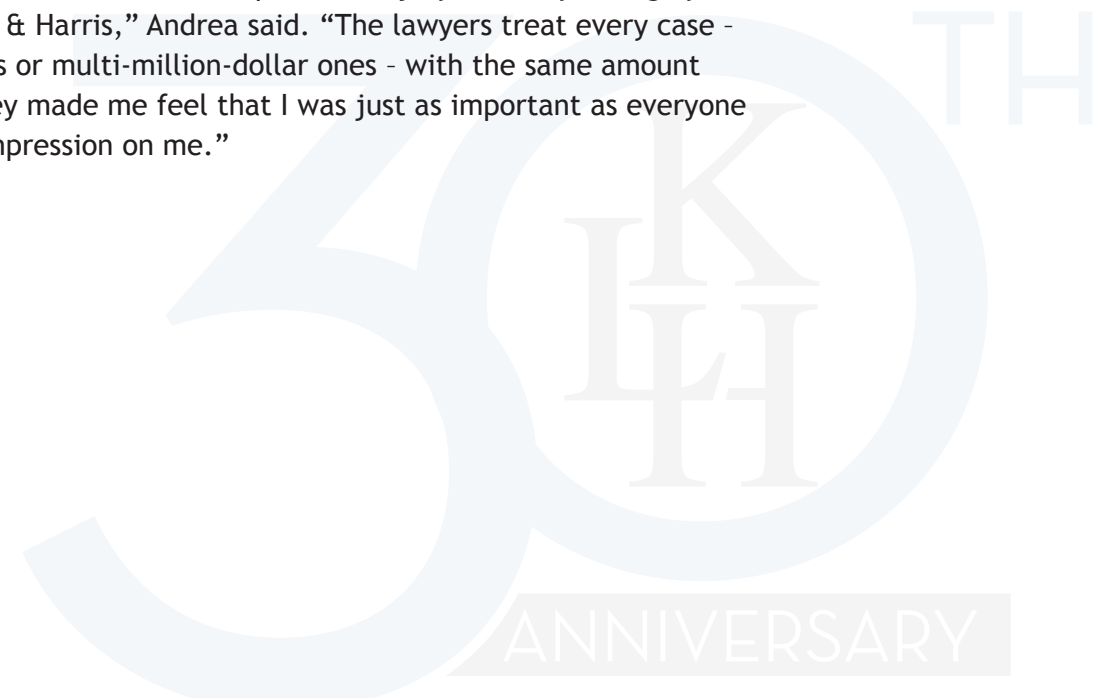 & Harris,” Andrea said. “The lawyers treat every case –
s or multi-million-dollar ones – with the same amount
ey made me feel that I was just as important as everyone
mpression on me.”
30TH
K
L
H
ANNIVERSARY